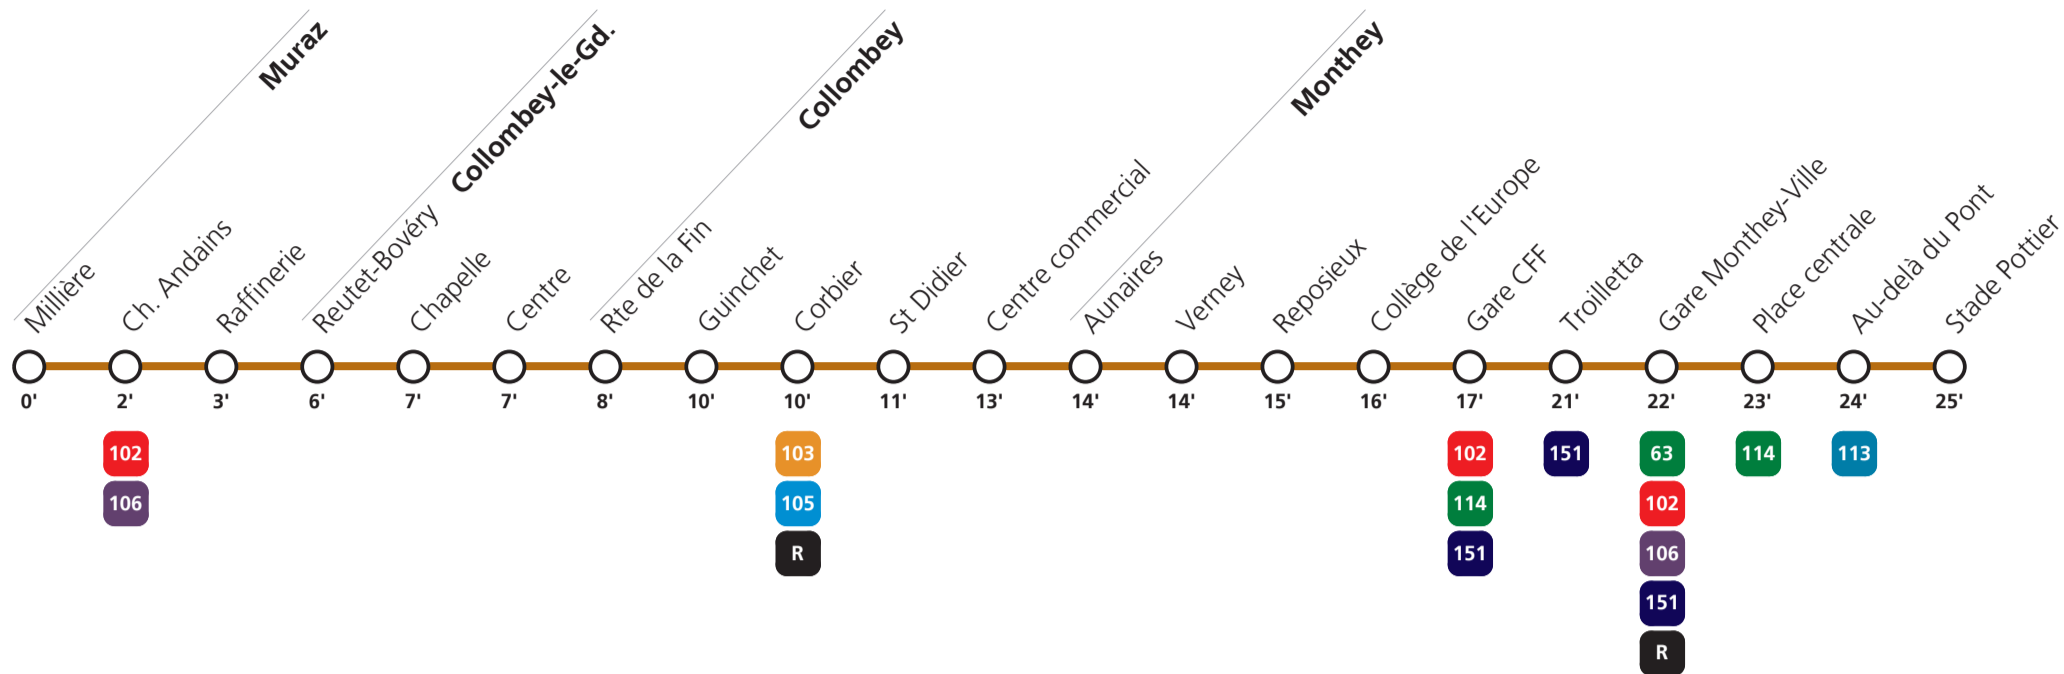 Muraz
Collombey-le-Gd.
Collombey
Monthey
Millière
Ch. Andains
Raffinerie
Reutet-Bovéry
Chapelle
Centre
Rte de la Fin
Guinchet
Corbier
St Didier
Centre commercial
Aunaires
Verney
Reposieux
Collège de l'Europe
Gare CFF
Troilletta
Gare Monthey-Ville
Place centrale
Au-delà du Pont
Stade Pottier
0' 2' 3' 6' 7' 7' 8' 10' 10' 11' 13' 14' 14' 15' 16' 17' 21' 22' 23' 24' 25'
102 103 102 151 63 114 113
106 105 114 102
R 151 106
151
R